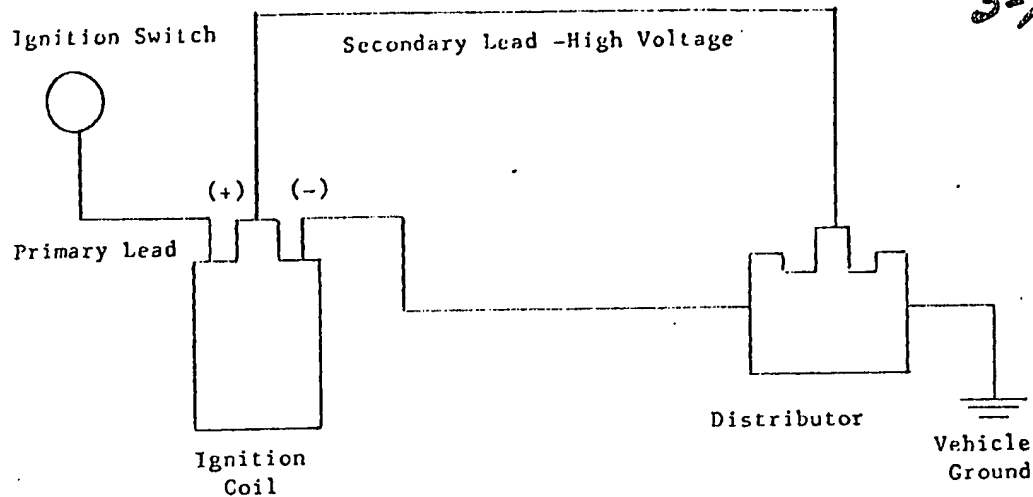 Ignition Switch
Secondary Lead -High Voltage
(+)
(-)
Primary Lead
Distributor
Ignition
Coil
Vehicle
Ground